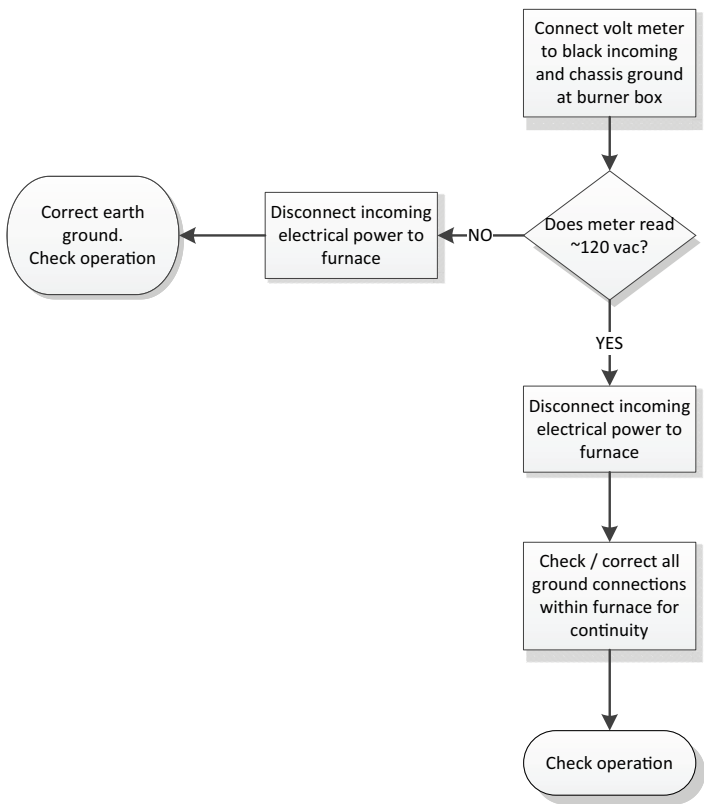 Connect volt meter
to black incoming
and chassis ground
at burner box
Does meter read
~120 vac?
NO
Disconnect incoming
electrical power to
furnace
Correct earth
ground.
Check operation
YES
Disconnect incoming
electrical power to
furnace
Check / correct all
ground connections
within furnace for
continuity
Check operation